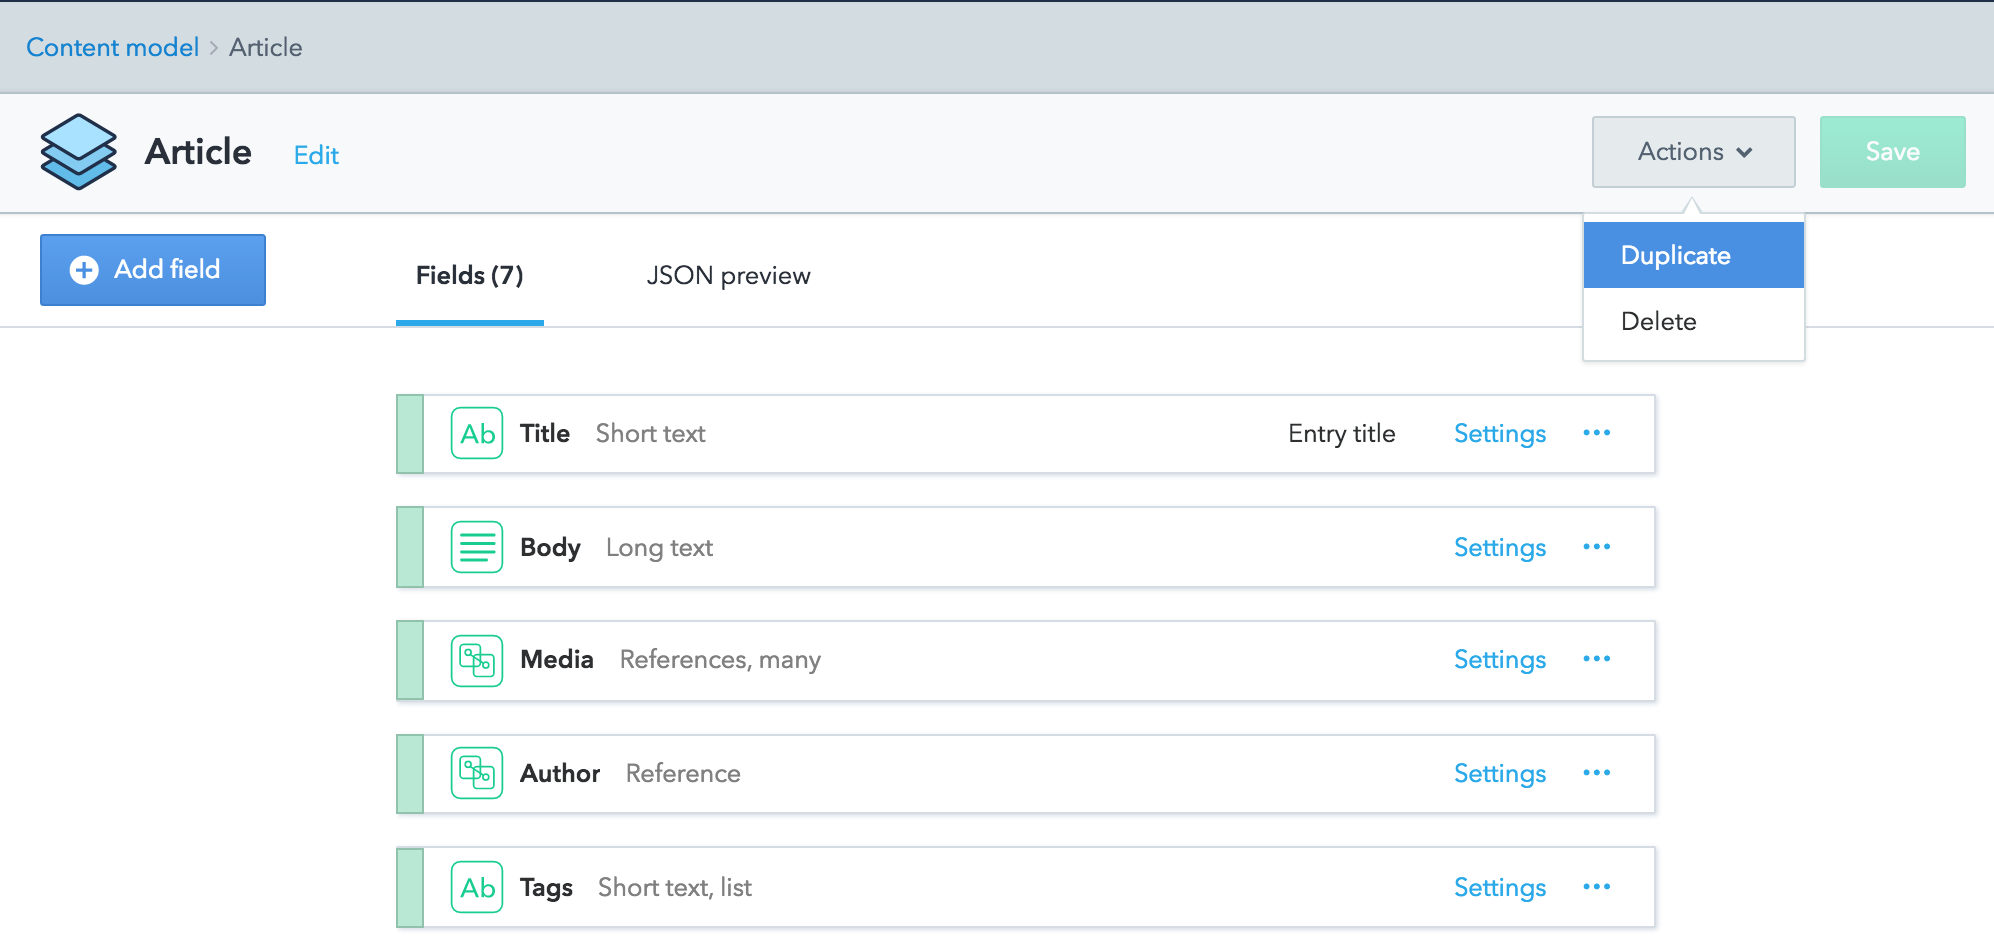 Content model > Article
Article Edit Actions Save
Add field Fields (7) JSON preview
Duplicate
Delete
Ab Title Short text Entry title Settings ...
Body Long text Settings ...
Media References, many Settings ...
Author Reference Settings ...
Ab Tags Short text, list Settings ...